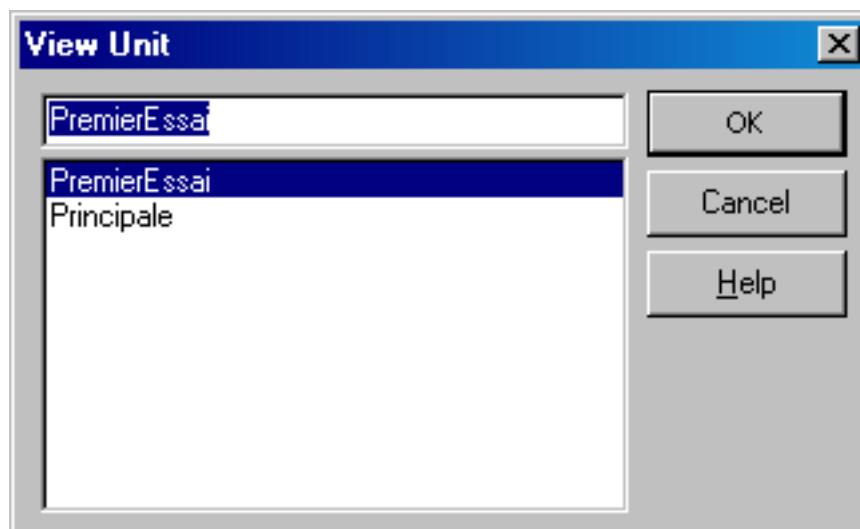 View Unit
PremierEssai
OK
PremierEssai
Cancel
Principale
Help